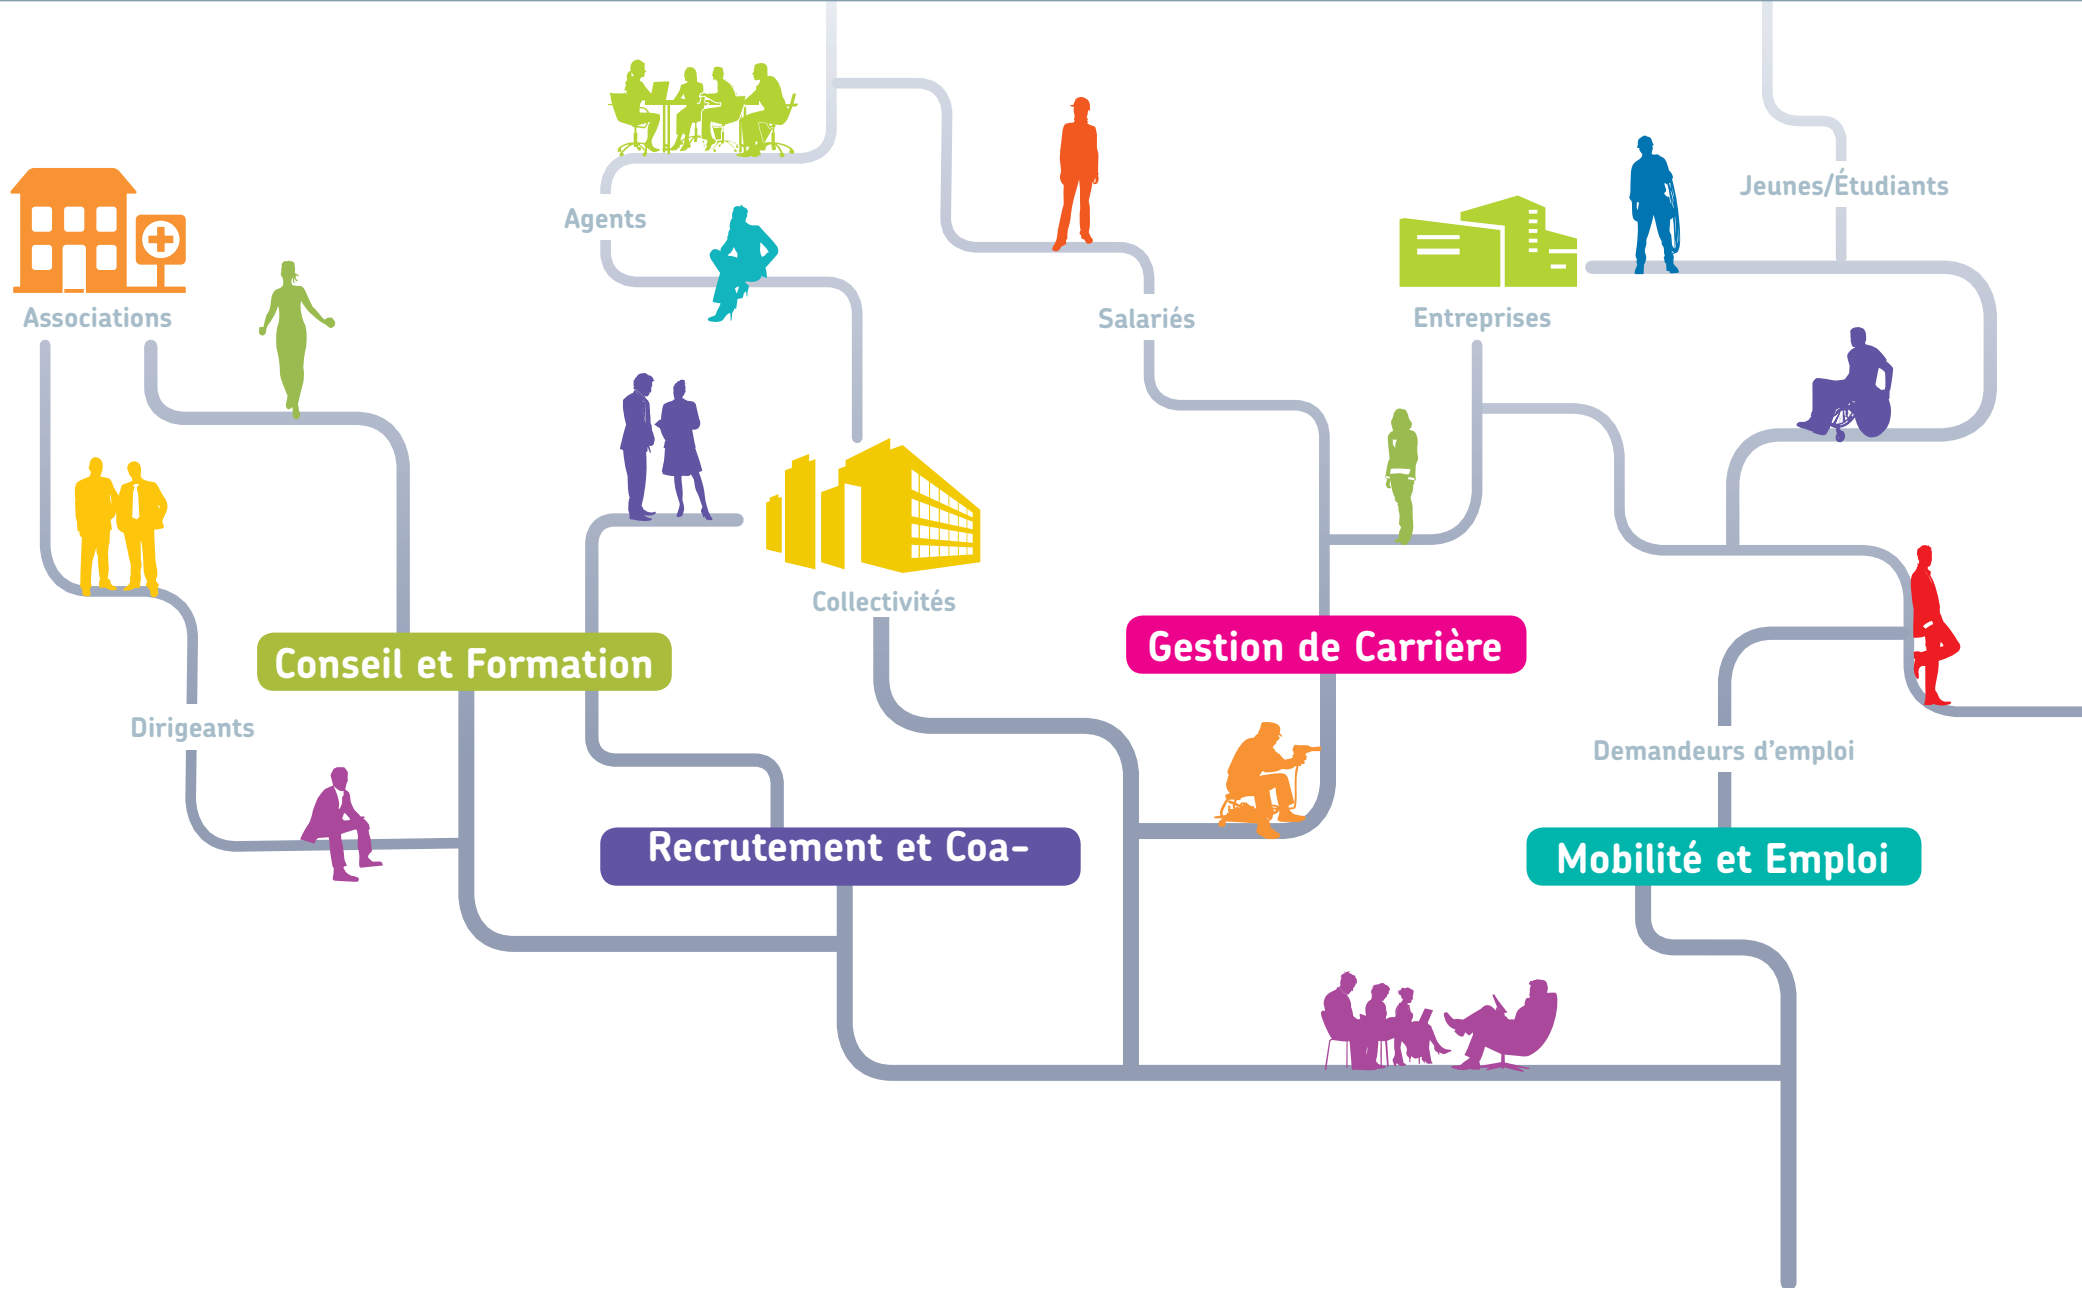 Jeunes/Étudiants
Agents
Associations
Salariés
Entreprises
Collectivités
Gestion de Carrière
Conseil et Formation
Dirigeants
Demandeurs d’emploi
Recrutement et Coa-
Mobilité et Emploi